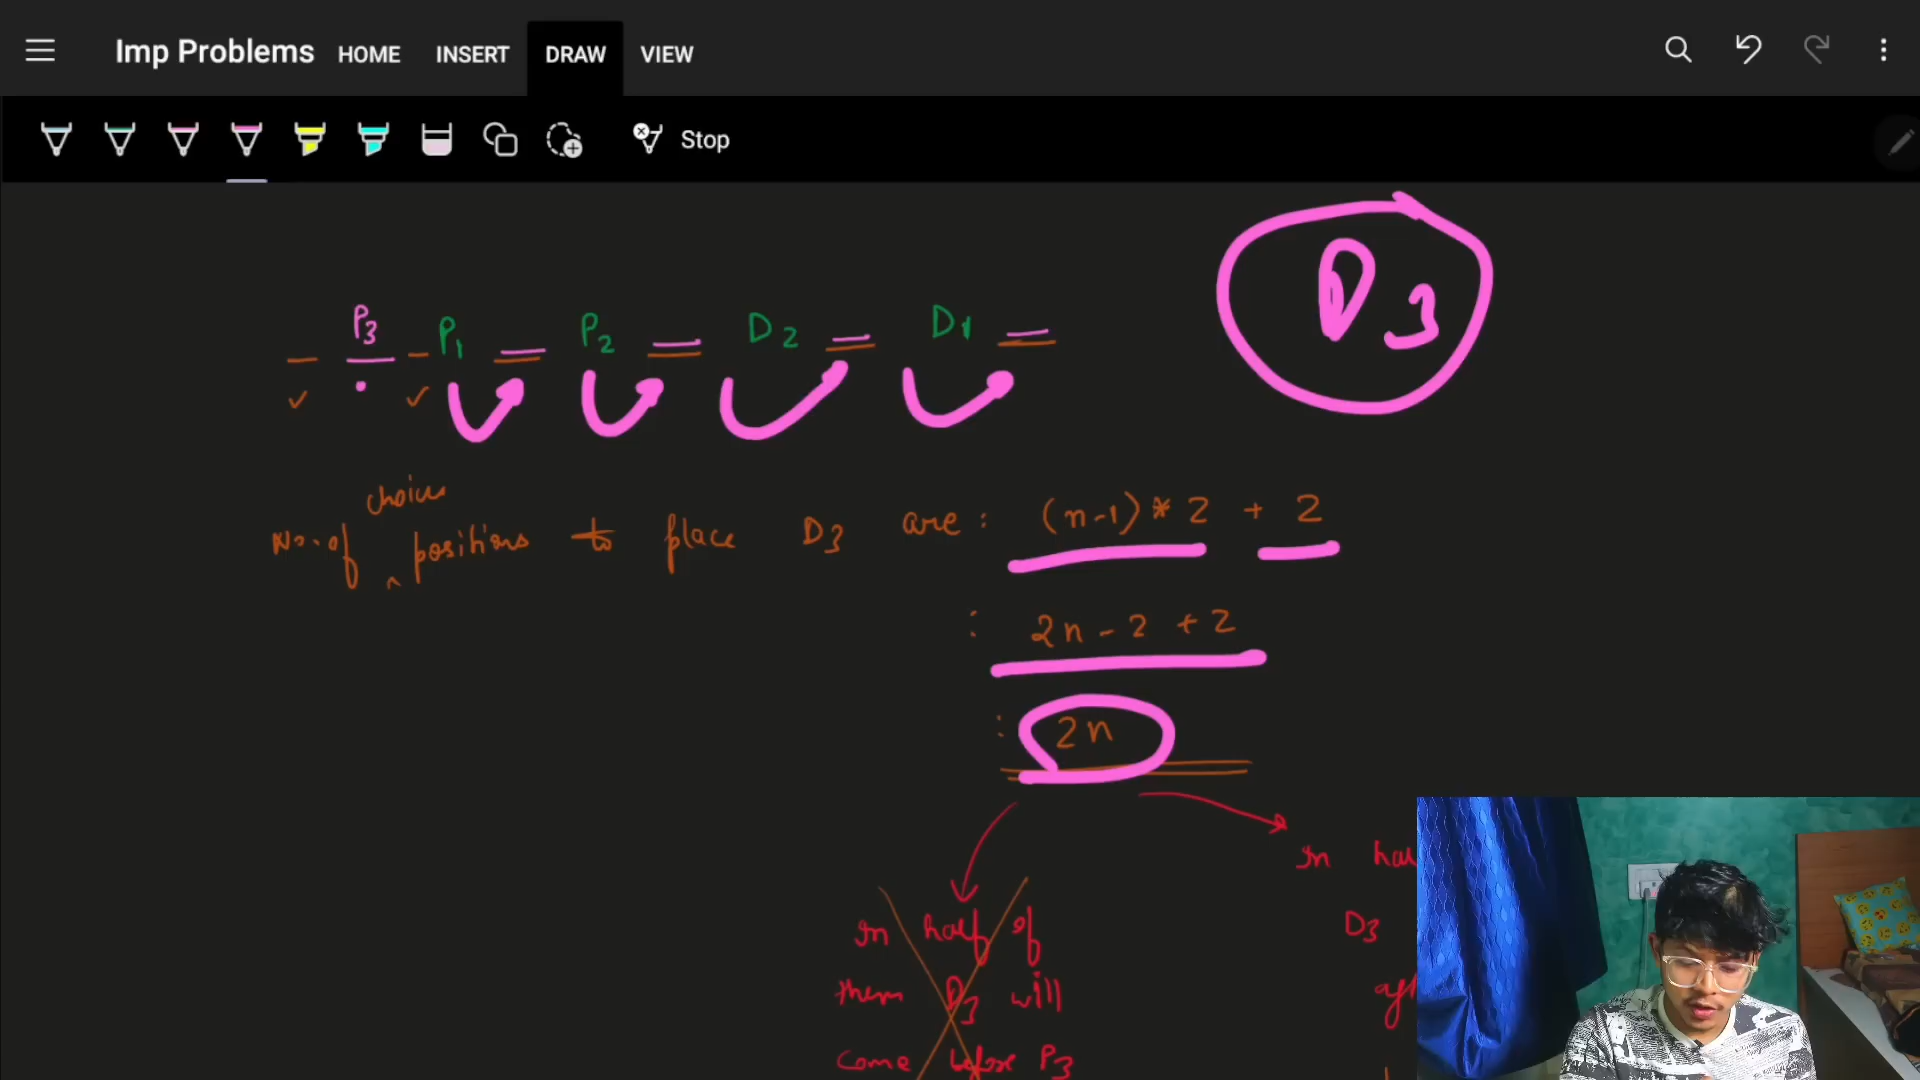 Imp Problems HOME INSERT DRAW VIEW
Stop
D3
P3 P1 P2 D2 D1
choice
No. of positions to place D3 are : (n-1) * 2 + 2
: 2n - 2 + 2
: 2n
In half of
them D3 will
come before P3
In
D3